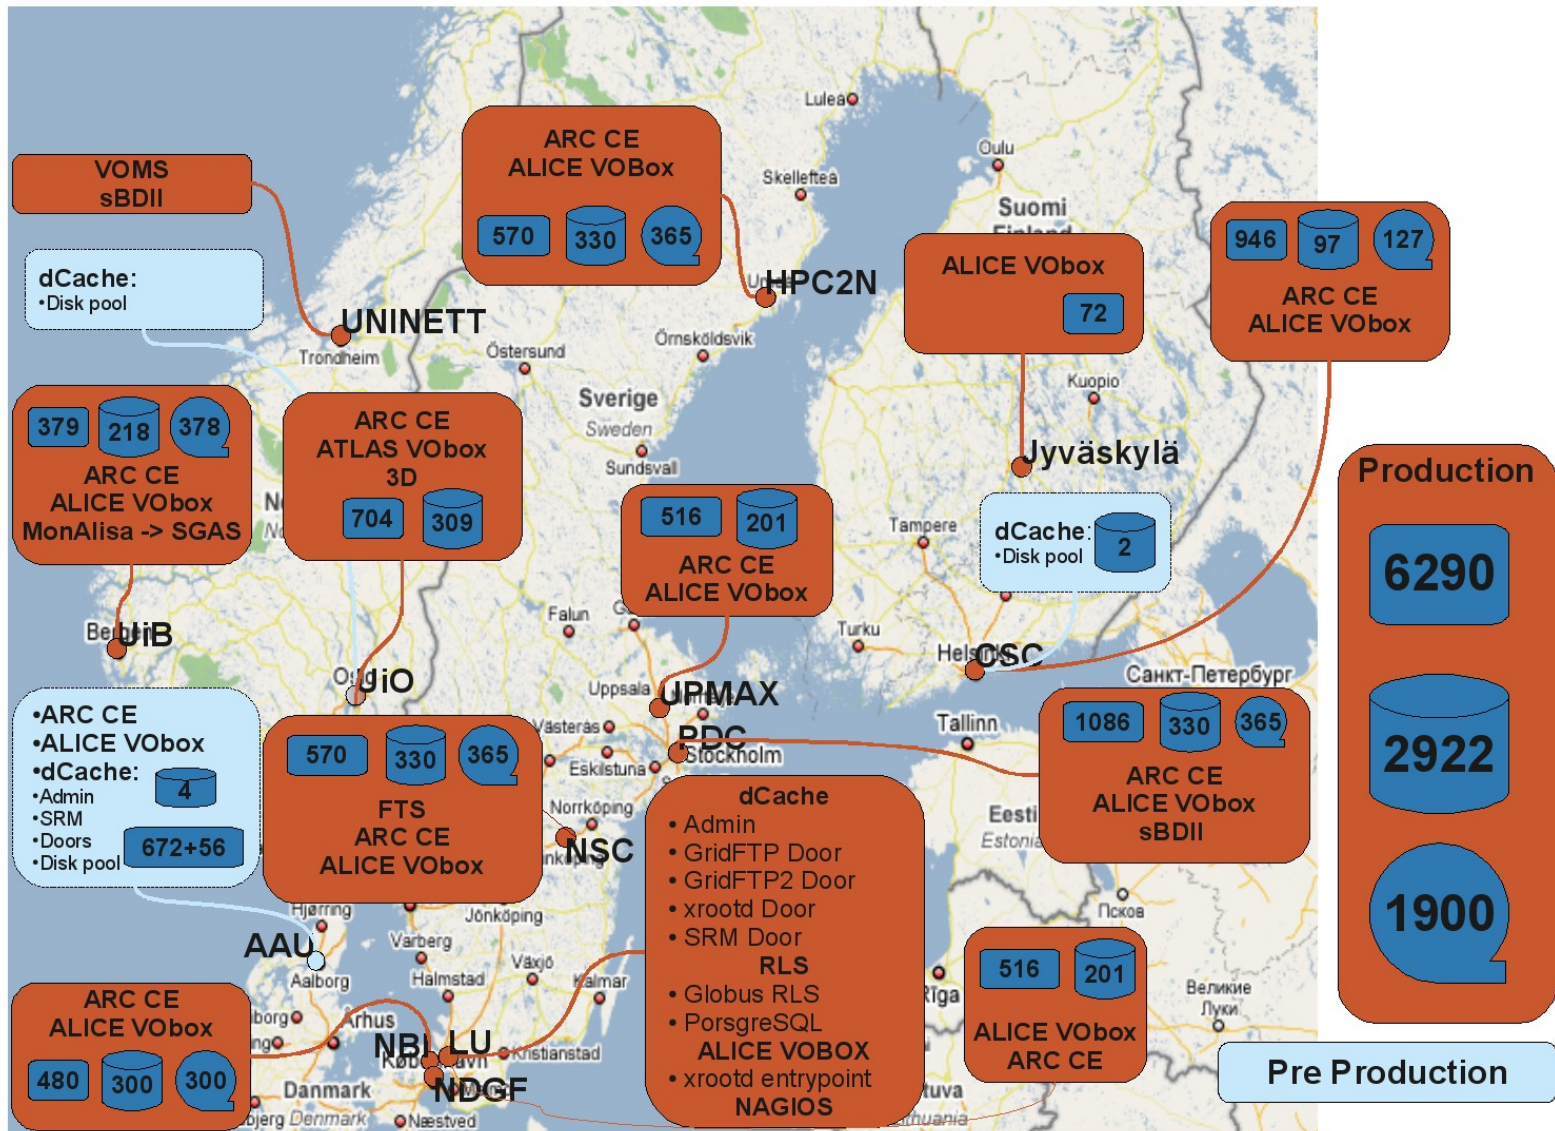 VOMS
sBDII
dCache:
•Disk pool
ARC CE
ALICE VOBox
570
330
365
Luleå
Oulu
Skellefteå
Suomi
ALICE VObox
72
946
97
127
ARC CE
ALICE VObox
HPC2N
UNINETT
Trondheim
Östersund
Örnsköldsvik
Kuopio
Sverige
Sweden
Sundsvall
Jyväskylä
379
218
378
ARC CE
ALICE VObox
MonAlisa -> SGAS
ARC CE
ATLAS VObox
3D
704
309
516
201
ARC CE
ALICE VObox
Tampere
dCache:
•Disk pool
2
Production
6290
2922
1900
Falun
Turku
Helsinki
CSC
Санкт-Петербург
Bergen
UiB
UiO
Uppsala
UPMAX
PDC
Stockholm
Västerås
Eskilstuna
Tallinn
•ARC CE
•ALICE VObox
•dCache:
•Admin
•SRM
•Doors
•Disk pool
4
672+56
570
330
365
FTS
ARC CE
ALICE VObox
Norrköping
NSC
1086
330
365
ARC CE
ALICE VObox
sBDII
Eesti
Estonia
dCache
• Admin
• GridFTP Door
• GridFTP2 Door
• xrootd Door
• SRM Door
RLS
• Globus RLS
• PorsgreSQL
ALICE VOBOX
• xrootd entrypoint
NAGIOS
Hjørring
Jönköping
Псков
AAU
Aalborg
Varberg
Halmstad
Växjö
Kalmar
Rīga
Великие
Луки
516
201
ALICE VObox
ARC CE
ARC CE
ALICE VObox
480
300
300
Århus
NBI
LU
Kristianstad
NDGF
Danmark
Denmark
Næstved
Pre Production